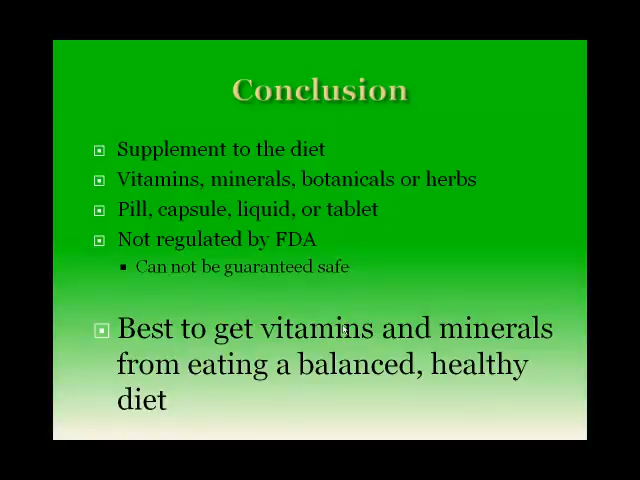 Conclusion
Supplement to the diet
Vitamins, minerals, botanicals or herbs
Pill, capsule, liquid, or tablet
Not regulated by FDA
Can not be guaranteed safe
Best to get vitamins and minerals
from eating a balanced, healthy
diet